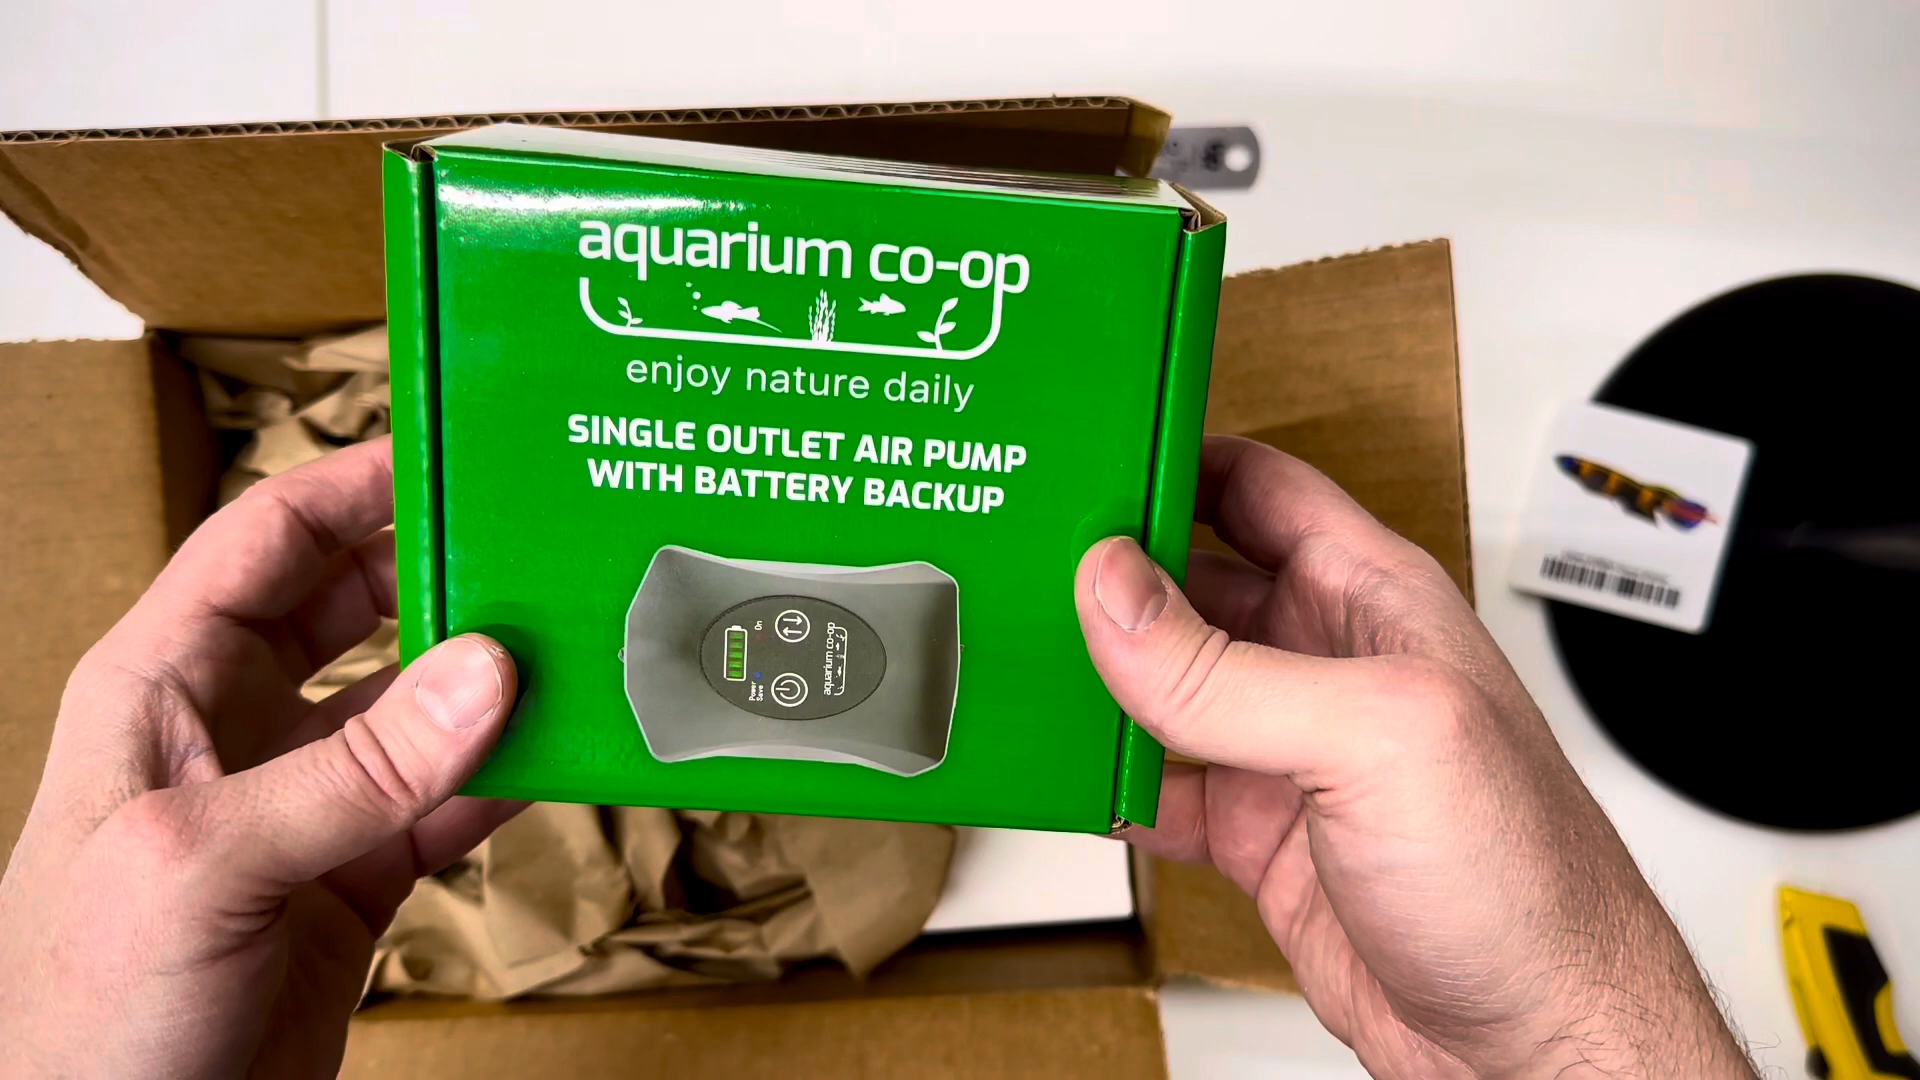 aquarium co-op
enjoy nature daily
SINGLE OUTLET AIR PUMP
WITH BATTERY BACKUP
On
Power
Save
aquarium co-op